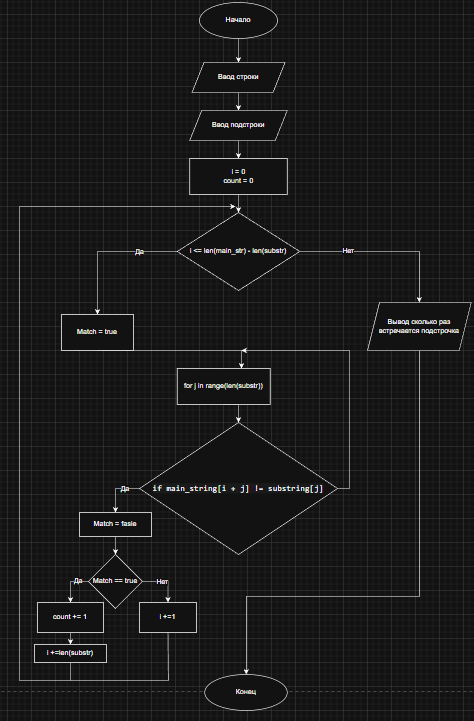 Начало
Ввод строки
Ввод подстроки
i = 0
count = 0
i <= len(main_str) - len(substr)
Да
Нет
Match = true
Вывод сколько раз
встречается подстрочка
for j in range(len(substr))
if main_string[i + j] != substring[j]
Да
Match = fasle
Match == true
Да
Нет
count += 1
i +=1
i +=len(substr)
Конец